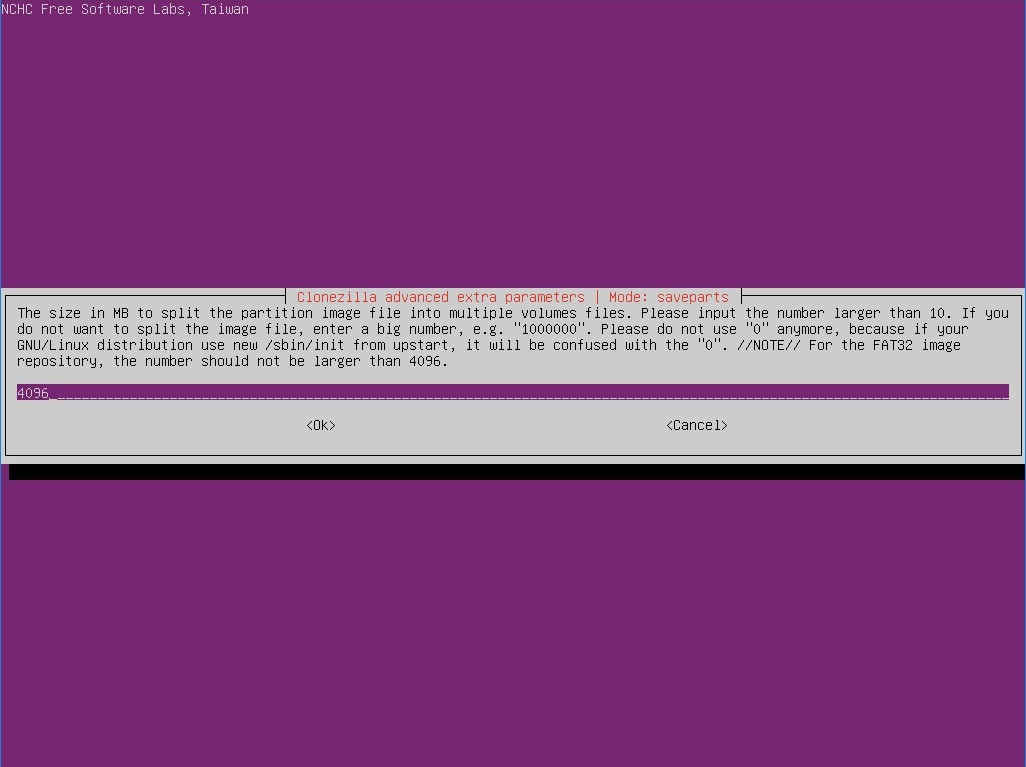 NCHC Free Software Labs, Taiwan
Clonezilla advanced extra parameters | Mode: saveparts
The size in MB to split the partition image file into multiple volumes files. Please input the number larger than 10. If you
do not want to split the image file, enter a big number, e.g. "1000000". Please do not use "0" anymore, because if your
GNU/Linux distribution use new /sbin/init from upstart, it will be confused with the "0". //NOTE// For the FAT32 image
repository, the number should not be larger than 4096.
4096
<Ok> <Cancel>